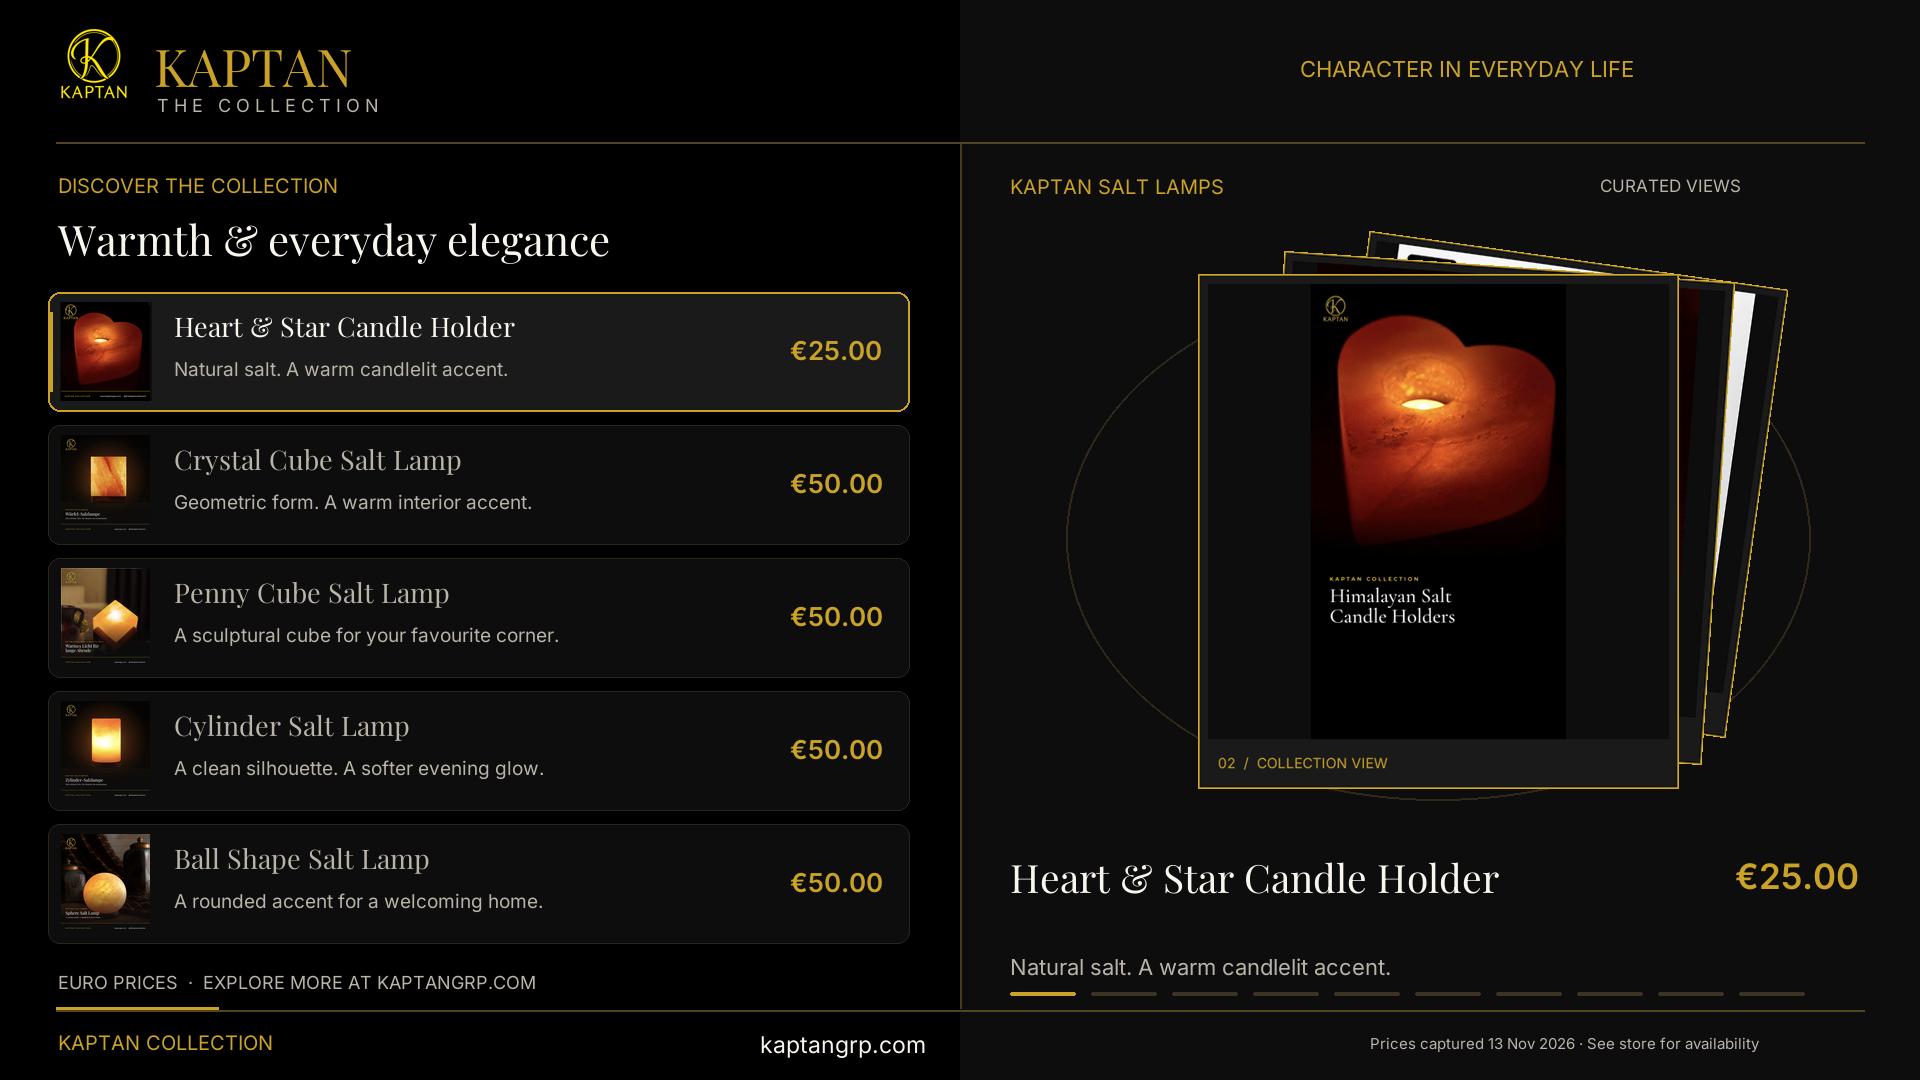 KAPTAN
KAPTAN
THE COLLECTION
CHARACTER IN EVERYDAY LIFE
DISCOVER THE COLLECTION
Warmth & everyday elegance
Heart & Star Candle Holder
Natural salt. A warm candlelit accent.
€25.00
Crystal Cube Salt Lamp
Geometric form. A warm interior accent.
€50.00
Penny Cube Salt Lamp
A sculptural cube for your favourite corner.
€50.00
Cylinder Salt Lamp
A clean silhouette. A softer evening glow.
€50.00
Ball Shape Salt Lamp
A rounded accent for a welcoming home.
€50.00
EURO PRICES · EXPLORE MORE AT KAPTANGRP.COM
KAPTAN SALT LAMPS
CURATED VIEWS
KAPTAN
KAPTAN COLLECTION
Himalayan Salt
Candle Holders
02 / COLLECTION VIEW
Heart & Star Candle Holder
€25.00
Natural salt. A warm candlelit accent.
KAPTAN COLLECTION
kaptangrp.com
Prices captured 13 Nov 2026 · See store for availability